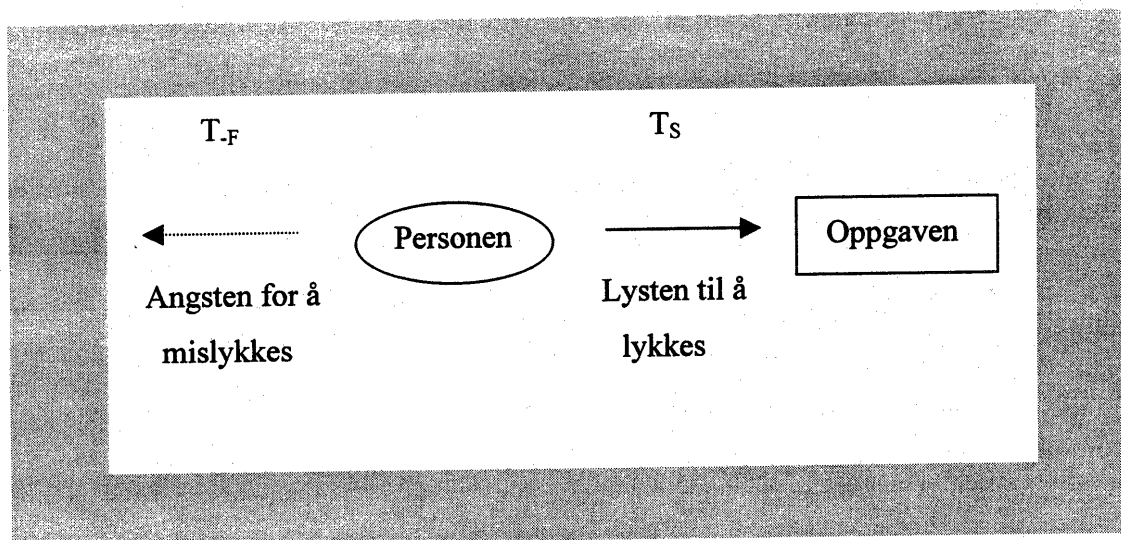 T-F
TS
Personen
Oppgaven
Angsten for å
mislykkes
Lysten til å
lykkes